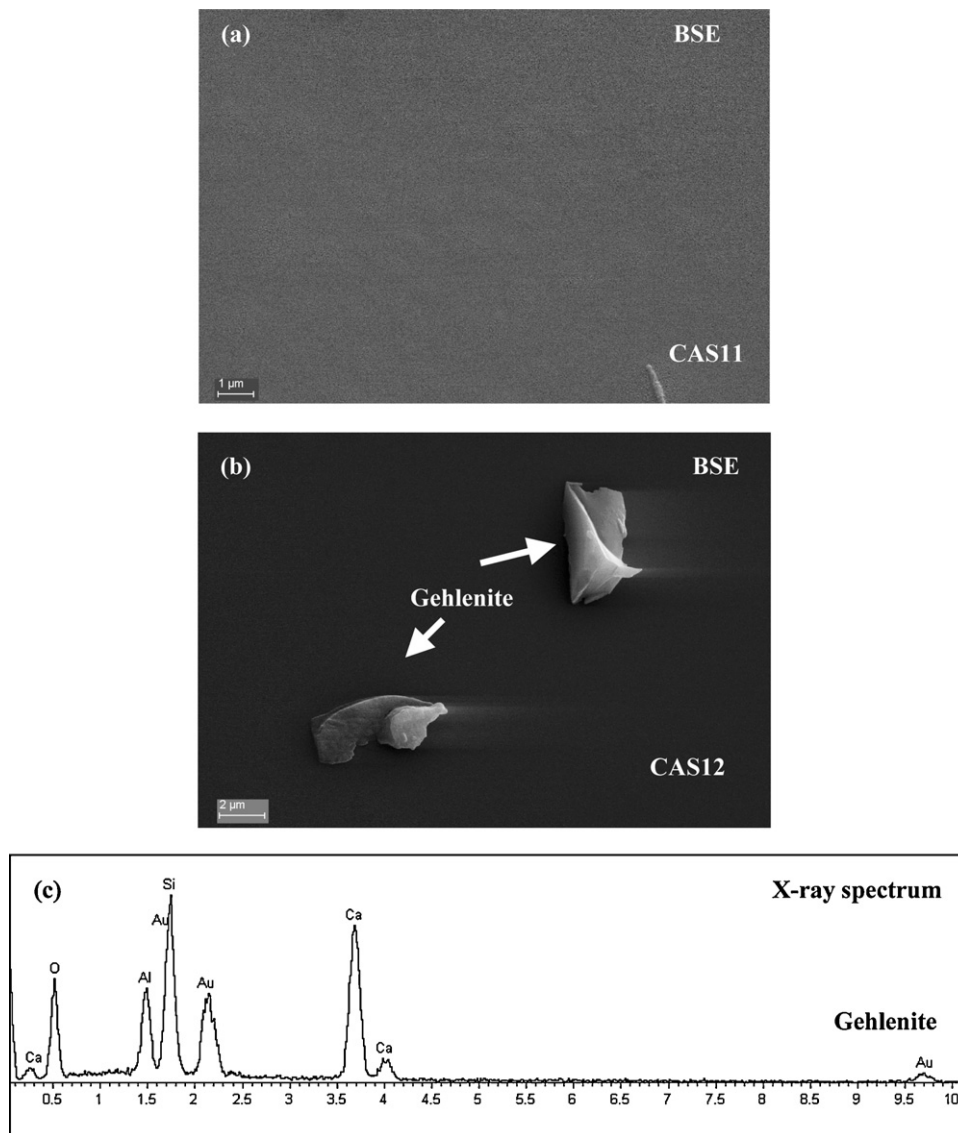 (a) BSE
CAS11
1 µm
(b) BSE
Gehlenite
CAS12
2 µm
(c) X-ray spectrum
Si
Au
Ca
O
Al
Au
Gehlenite
Ca
Ca
Au
0.5 1 1.5 2 2.5 3 3.5 4 4.5 5 5.5 6 6.5 7 7.5 8 8.5 9 9.5 10